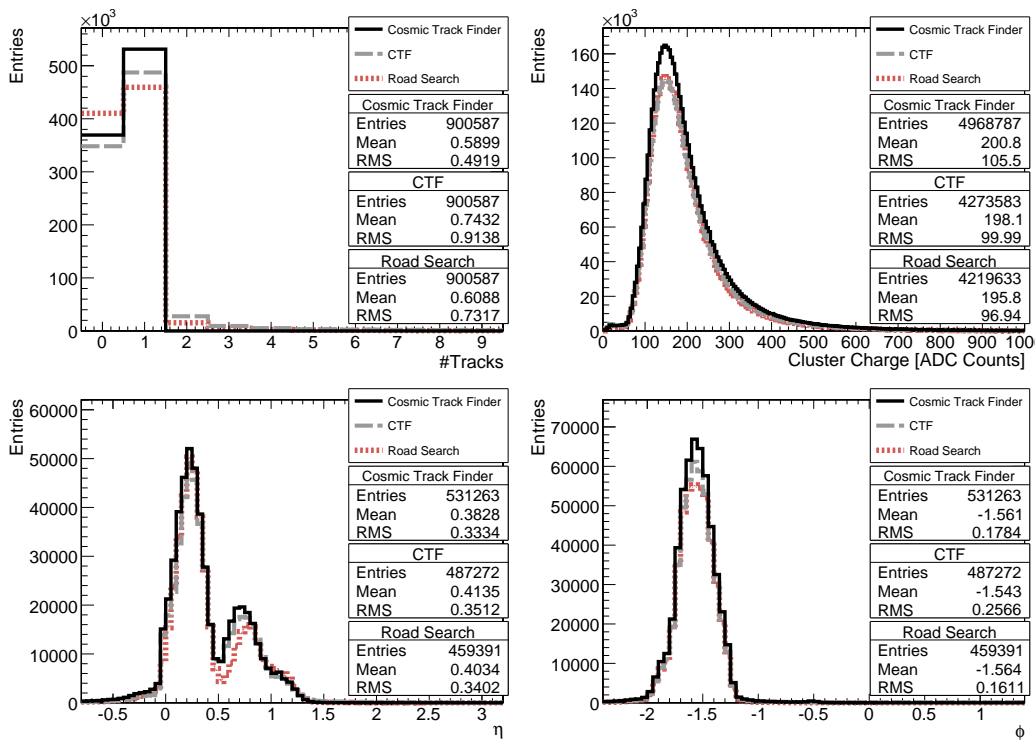 ×10³
Entries
500
400
300
200
100
0
0 1 2 3 4 5 6 7 8 9
#Tracks
Cosmic Track Finder
CTF
Road Search
Cosmic Track Finder
Entries 900587
Mean 0.5899
RMS 0.4919
CTF
Entries 900587
Mean 0.7432
RMS 0.9138
Road Search
Entries 900587
Mean 0.6088
RMS 0.7317
×10³
Entries
160
140
120
100
80
60
40
20
0
0 100 200 300 400 500 600 700 800 900 1000
Cluster Charge [ADC Counts]
Cosmic Track Finder
CTF
Road Search
Cosmic Track Finder
Entries 4968787
Mean 200.8
RMS 105.5
CTF
Entries 4273583
Mean 198.1
RMS 99.99
Road Search
Entries 4219633
Mean 195.8
RMS 96.94
Entries
60000
50000
40000
30000
20000
10000
0
-0.5 0 0.5 1 1.5 2 2.5 3
η
Cosmic Track Finder
CTF
Road Search
Cosmic Track Finder
Entries 531263
Mean 0.3828
RMS 0.3334
CTF
Entries 487272
Mean 0.4135
RMS 0.3512
Road Search
Entries 459391
Mean 0.4034
RMS 0.3402
Entries
70000
60000
50000
40000
30000
20000
10000
0
-2 -1.5 -1 -0.5 0 0.5 1
ϕ
Cosmic Track Finder
CTF
Road Search
Cosmic Track Finder
Entries 531263
Mean -1.561
RMS 0.1784
CTF
Entries 487272
Mean -1.543
RMS 0.2566
Road Search
Entries 459391
Mean -1.564
RMS 0.1611